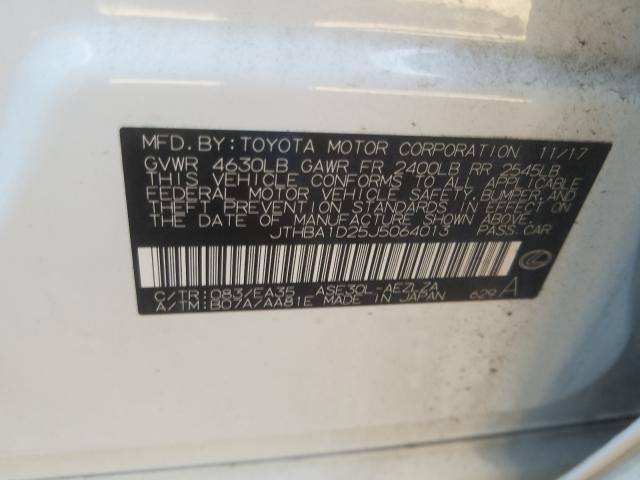 MFD. BY: TOYOTA MOTOR CORPORATION 11/17
GVWR 4630LB GAWR FR 2400LB RR 2545LB
THIS VEHICLE CONFORMS TO ALL APPLICABLE
FEDERAL MOTOR VEHICLE SAFETY, BUMPER, AND
THEFT PREVENTION STANDARDS IN EFFECT ON
THE DATE OF MANUFACTURE SHOWN ABOVE.
JTHBA1D25J5064013 PASS. CAR
C/TR: 083/EA35 ASE30L-AEZLZA
A/TM: B07A/AA81E MADE IN JAPAN 629 A